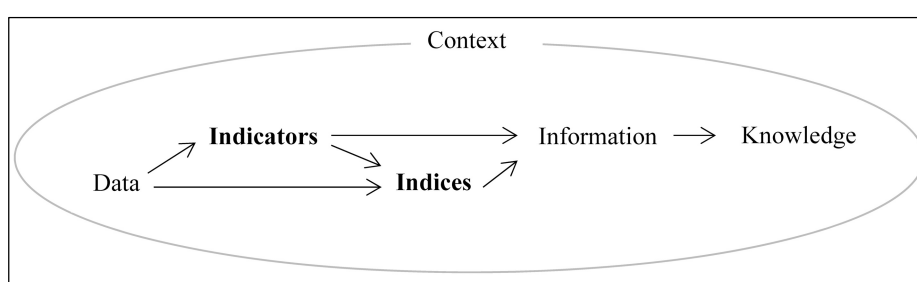 Context
Indicators
Information
Knowledge
Data
Indices